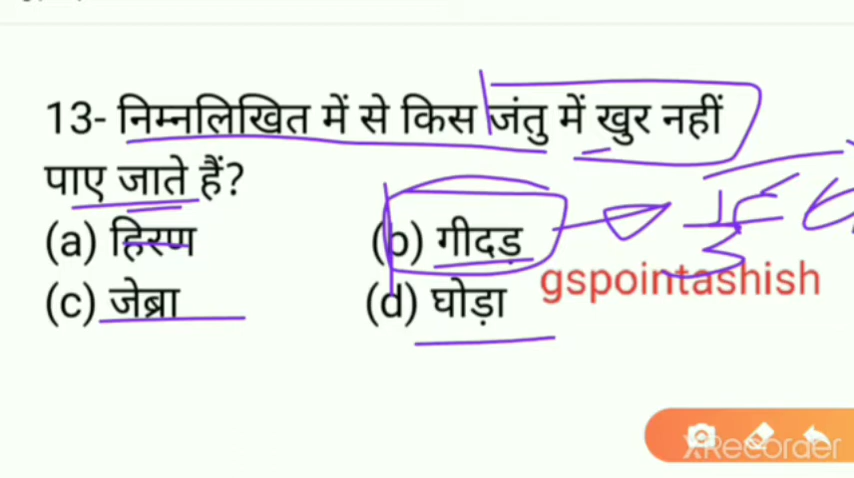 13- निम्नलिखित में से किस जंतु में खुर नहीं
पाए जाते हैं?
(a) हिरण (b) गीदड़
(c) जेब्रा (d) घोड़ा
gspointashish
XRecorder